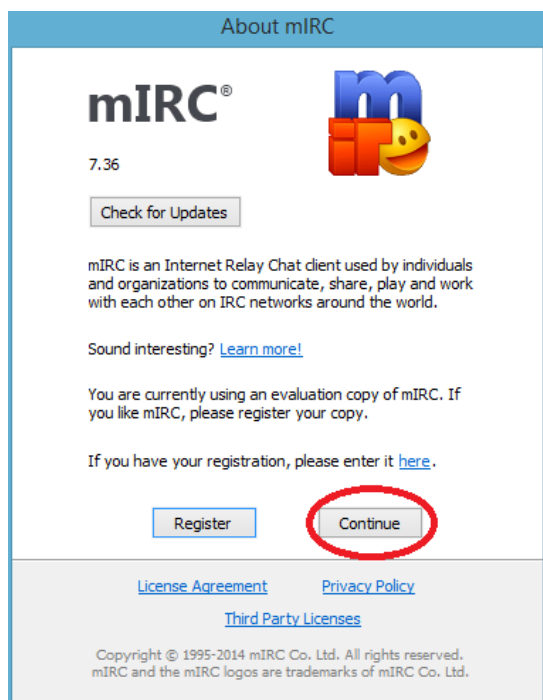 About mIRC
mIRC®
7.36
Check for Updates
mIRC is an Internet Relay Chat client used by individuals
and organizations to communicate, share, play and work
with each other on IRC networks around the world.
Sound interesting? Learn more!
You are currently using an evaluation copy of mIRC. If
you like mIRC, please register your copy.
If you have your registration, please enter it here.
Register Continue
License Agreement Privacy Policy
Third Party Licenses
Copyright © 1995-2014 mIRC Co. Ltd. All rights reserved.
mIRC and the mIRC logos are trademarks of mIRC Co. Ltd.